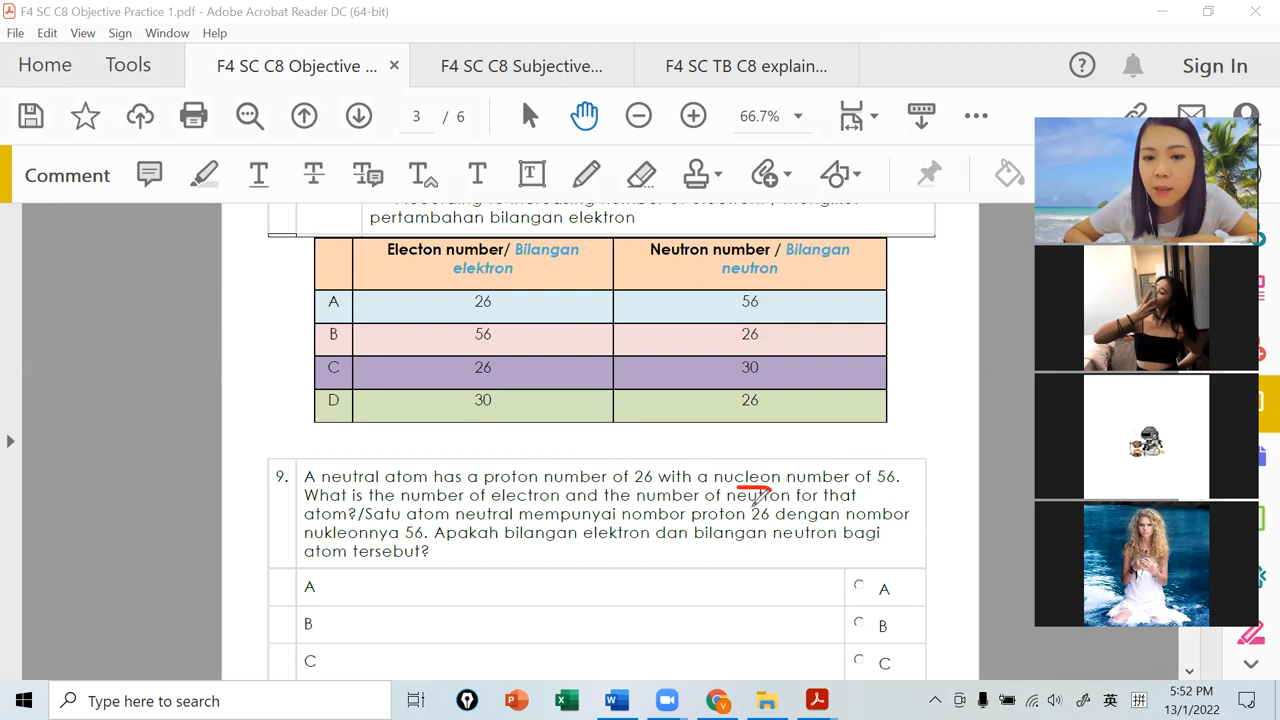 F4 SC C8 Objective Practice 1.pdf - Adobe Acrobat Reader DC (64-bit)
File Edit View Sign Window Help
Home Tools F4 SC C8 Objective ... × F4 SC C8 Subjective... F4 SC TB C8 explain... Sign In
3 / 6 66.7%
Comment
pertambahan bilangan elektron
Electon number/ Bilangan elektron Neutron number / Bilangan neutron
A 26 56
B 56 26
C 26 30
D 30 26
9. A neutral atom has a proton number of 26 with a nucleon number of 56.
What is the number of electron and the number of neutron for that
atom?/Satu atom neutral mempunyai nombor proton 26 dengan nombor
nukleonnya 56. Apakah bilangan elektron dan bilangan neutron bagi
atom tersebut?
A A
B B
C C
Type here to search
英 拼 5:52 PM
13/1/2022